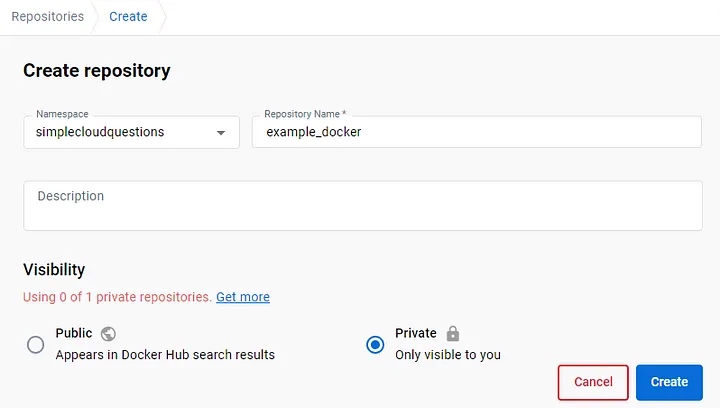 Repositories Create
Create repository
Namespace
simplecloudquestions
Repository Name *
example_docker
Description
Visibility
Using 0 of 1 private repositories. Get more
Public
Appears in Docker Hub search results
Private
Only visible to you
Cancel Create